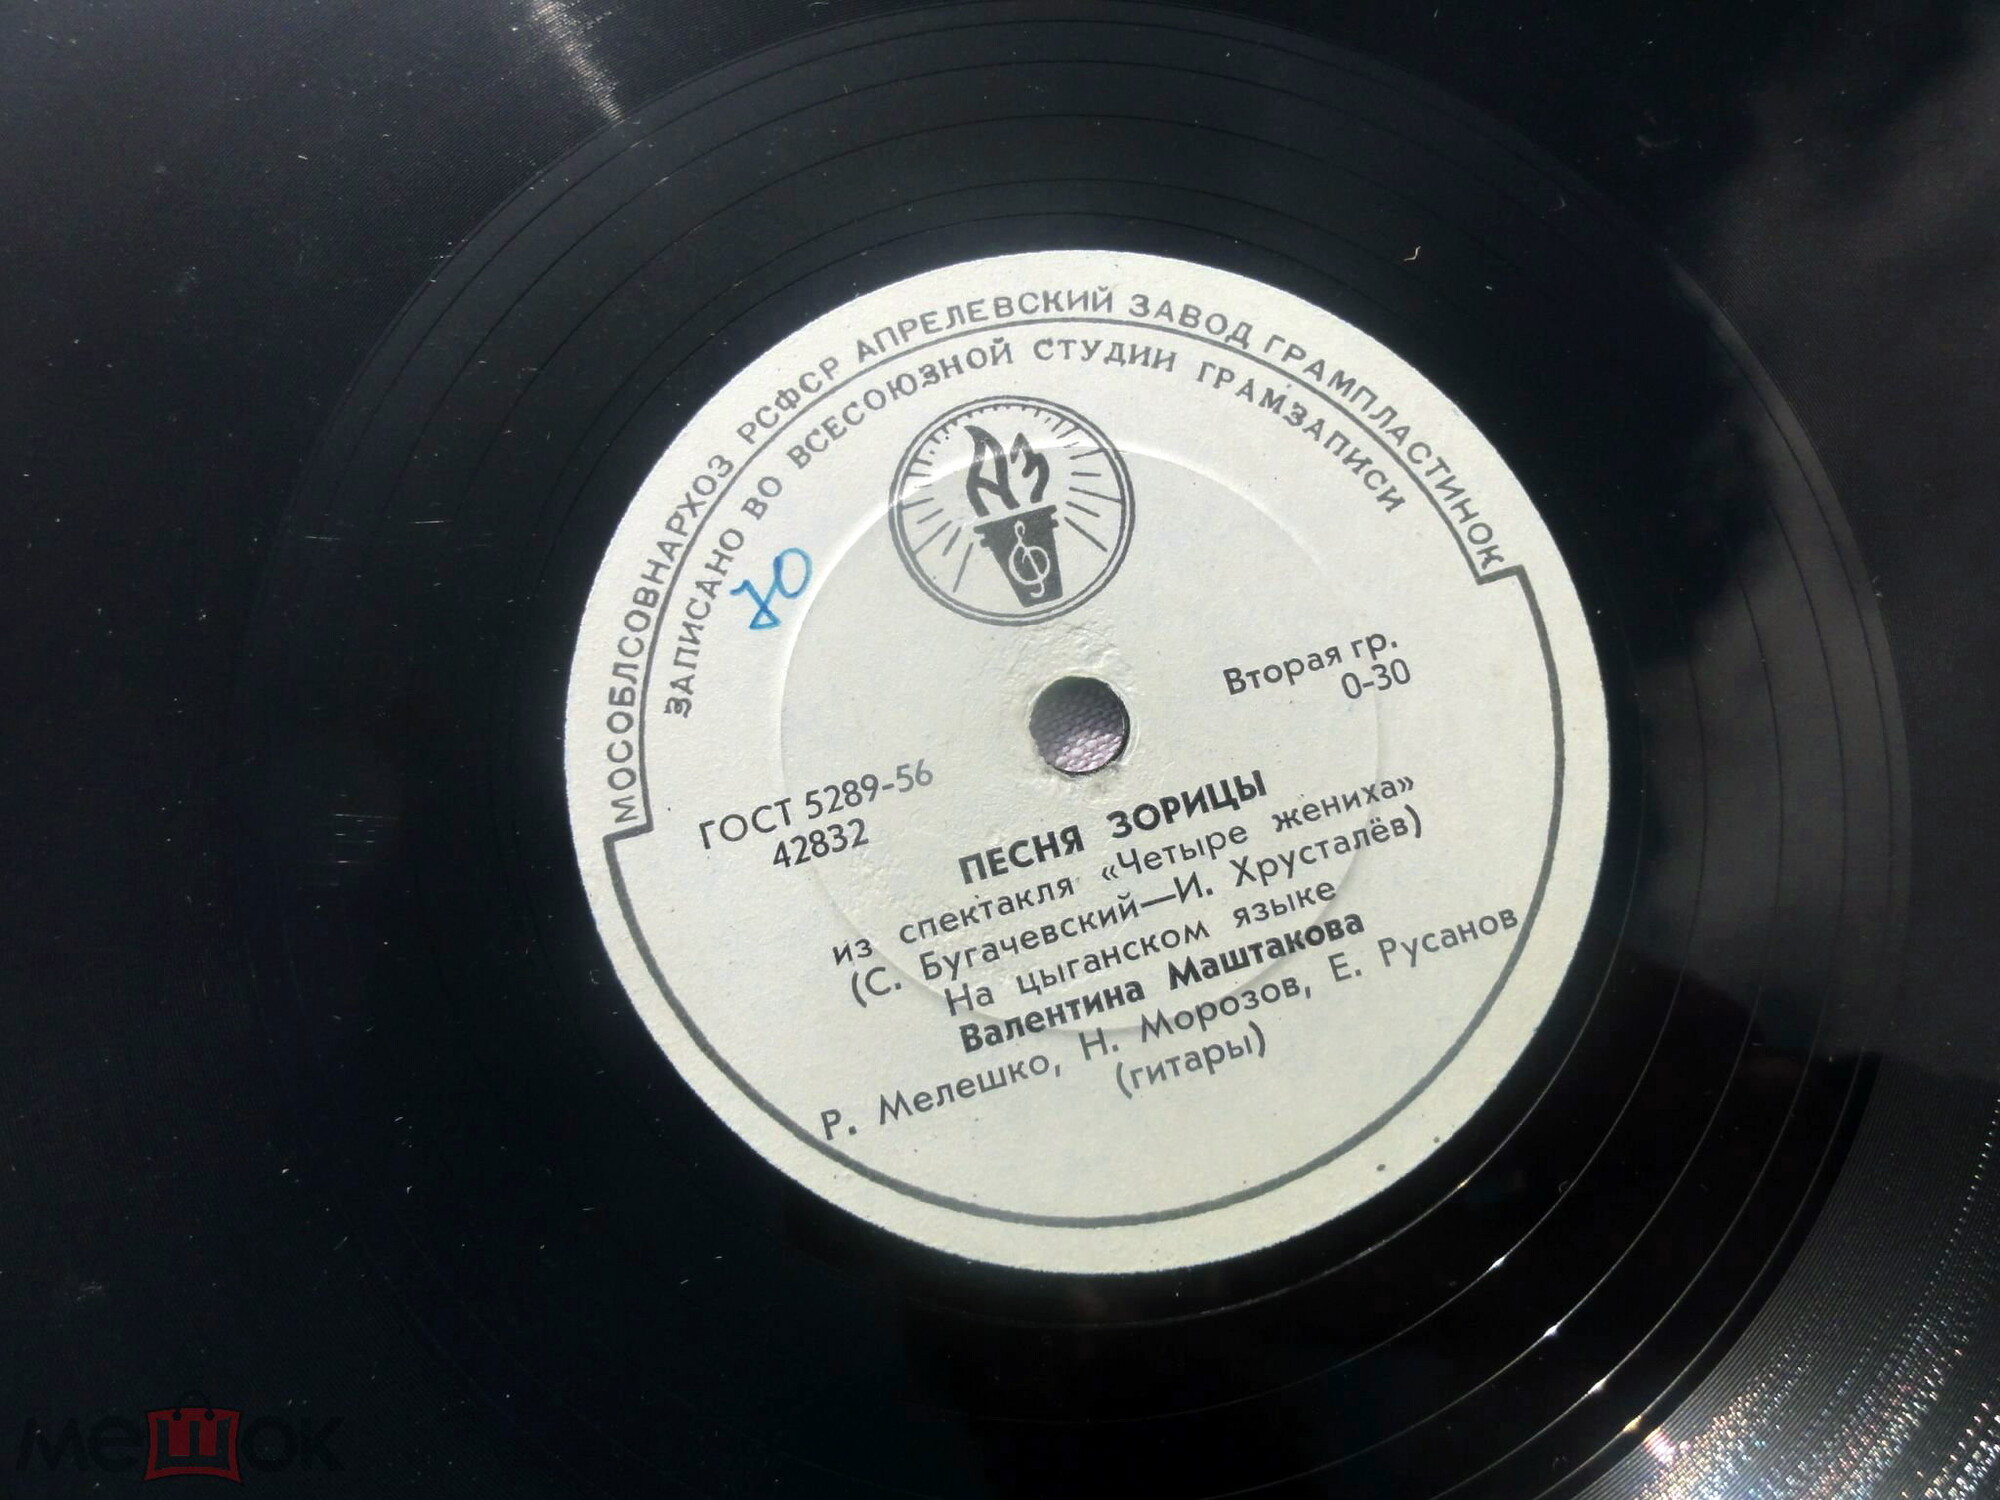 МОСОБЛСОВНАРХОЗ РСФСР АПРЕЛЕВСКИЙ ЗАВОД ГРАМПЛАСТИНОК
ЗАПИСАНО ВО ВСЕСОЮЗНОЙ СТУДИИ ГРАМЗАПИСИ
АЗ
Вторая гр.
0-30
ГОСТ 5289-56
42832
ПЕСНЯ ЗОРИЦЫ
из спектакля «Четыре жениха»
(С. Бугачевский—И. Хрусталёв)
На цыганском языке
Валентина Маштакова
Р. Мелешко, Н. Морозов, Е. Русанов
(гитары)
мешок